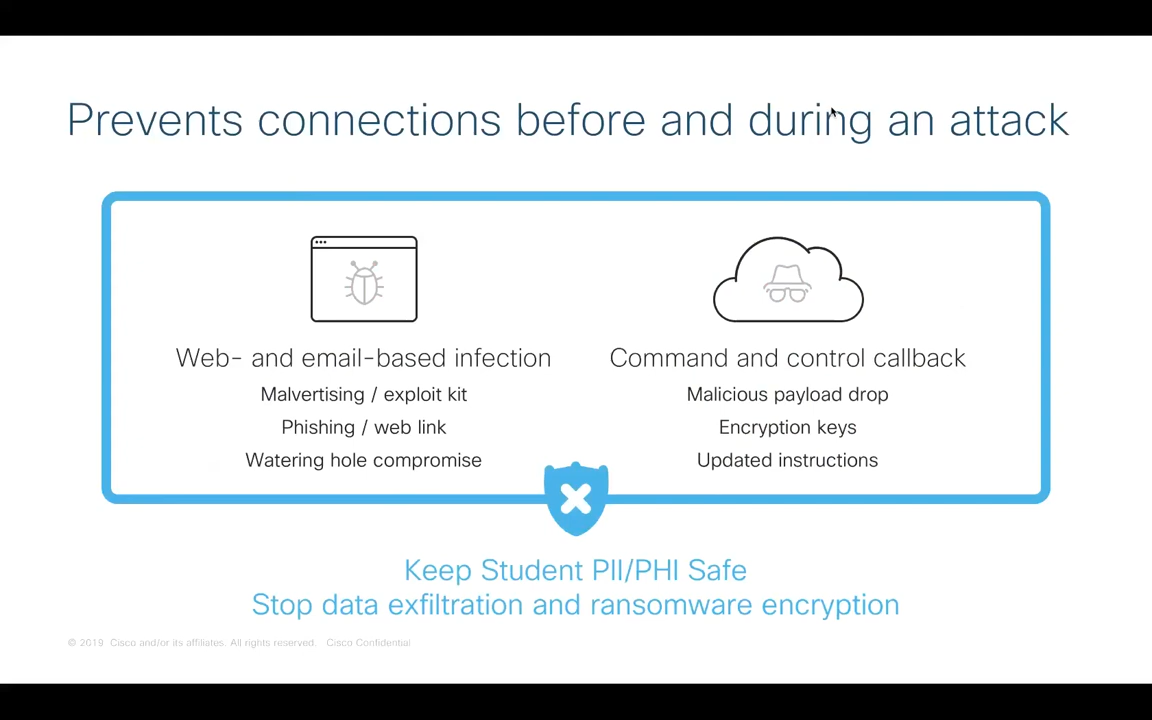 Prevents connections before and during an attack
Web- and email-based infection
Malvertising / exploit kit
Phishing / web link
Watering hole compromise
Command and control callback
Malicious payload drop
Encryption keys
Updated instructions
Keep Student PII/PHI Safe
Stop data exfiltration and ransomware encryption
© 2019 Cisco and/or its affiliates. All rights reserved. Cisco Confidential